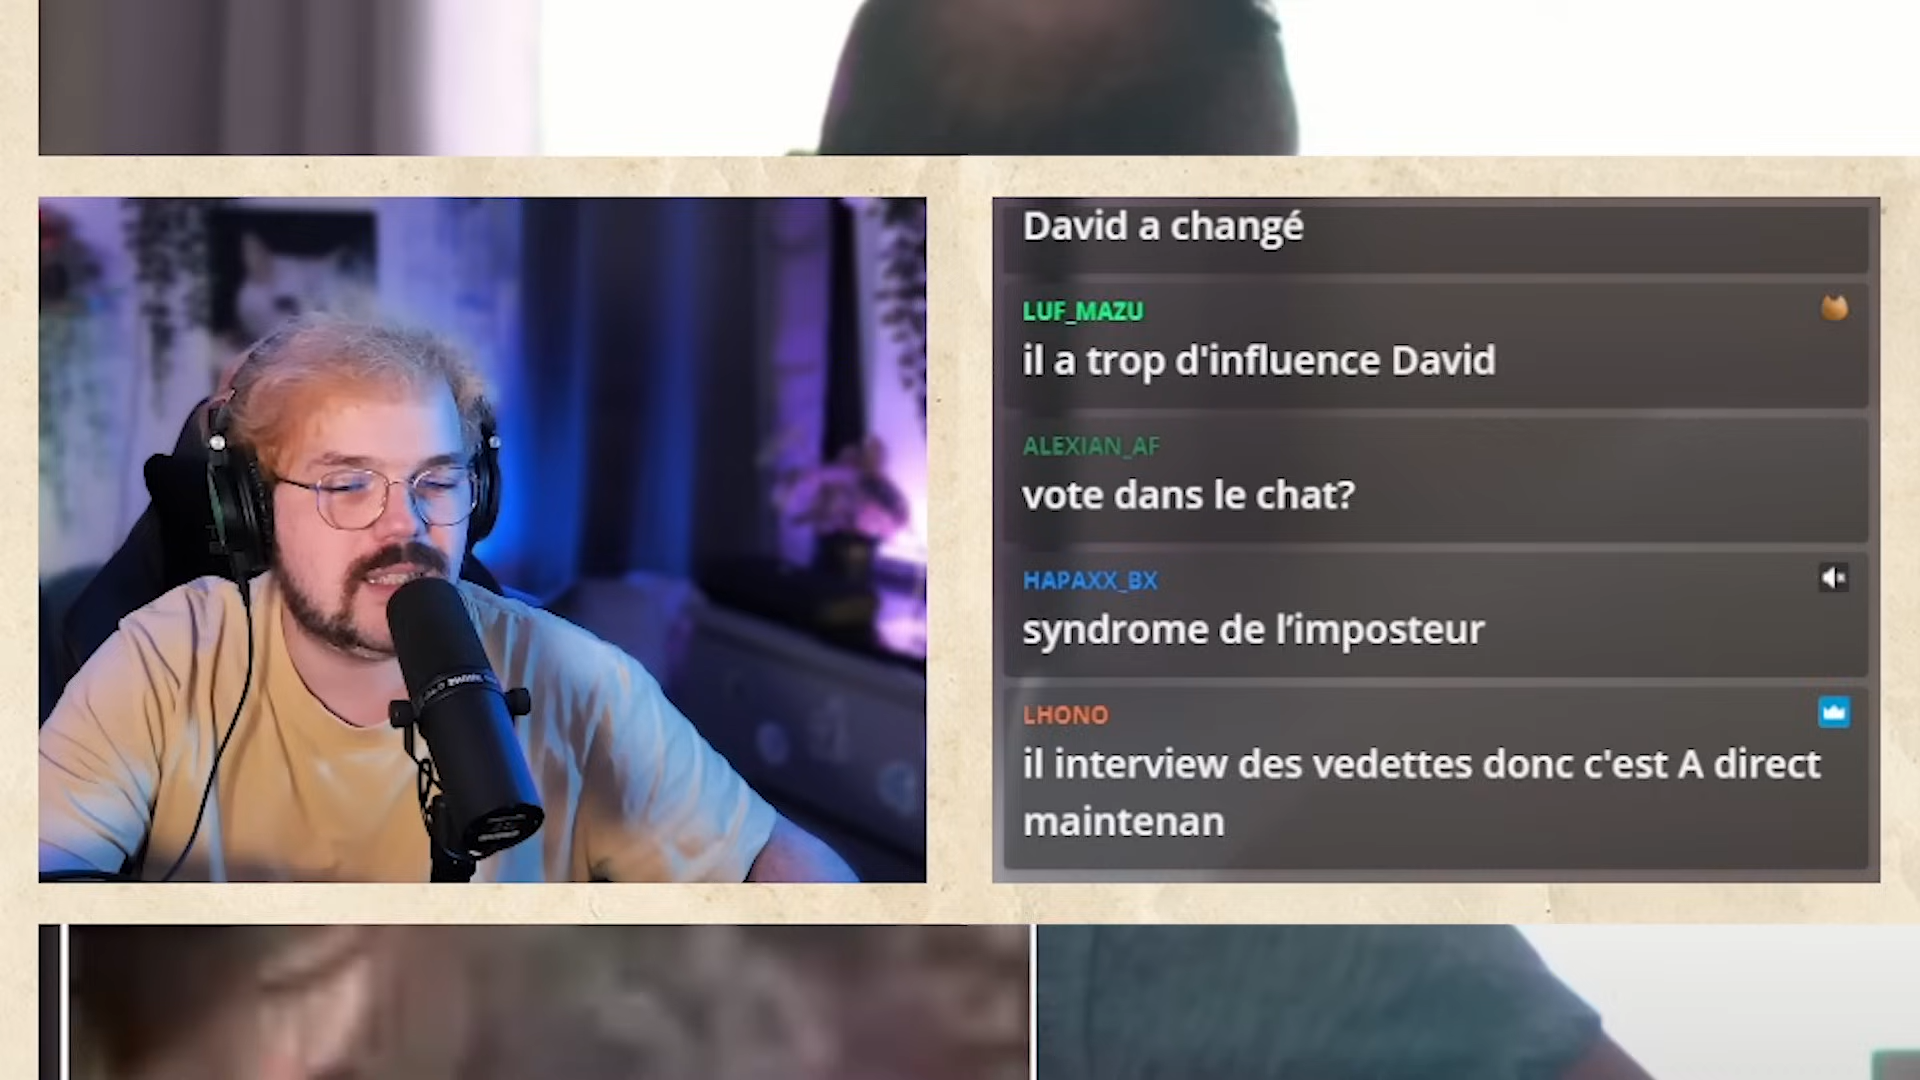 David a changé
LUF_MAZU
il a trop d'influence David
ALEXIAN_AF
vote dans le chat?
HAPAXX_BX
syndrome de l’imposteur
LHONO
il interview des vedettes donc c'est A direct
maintenan